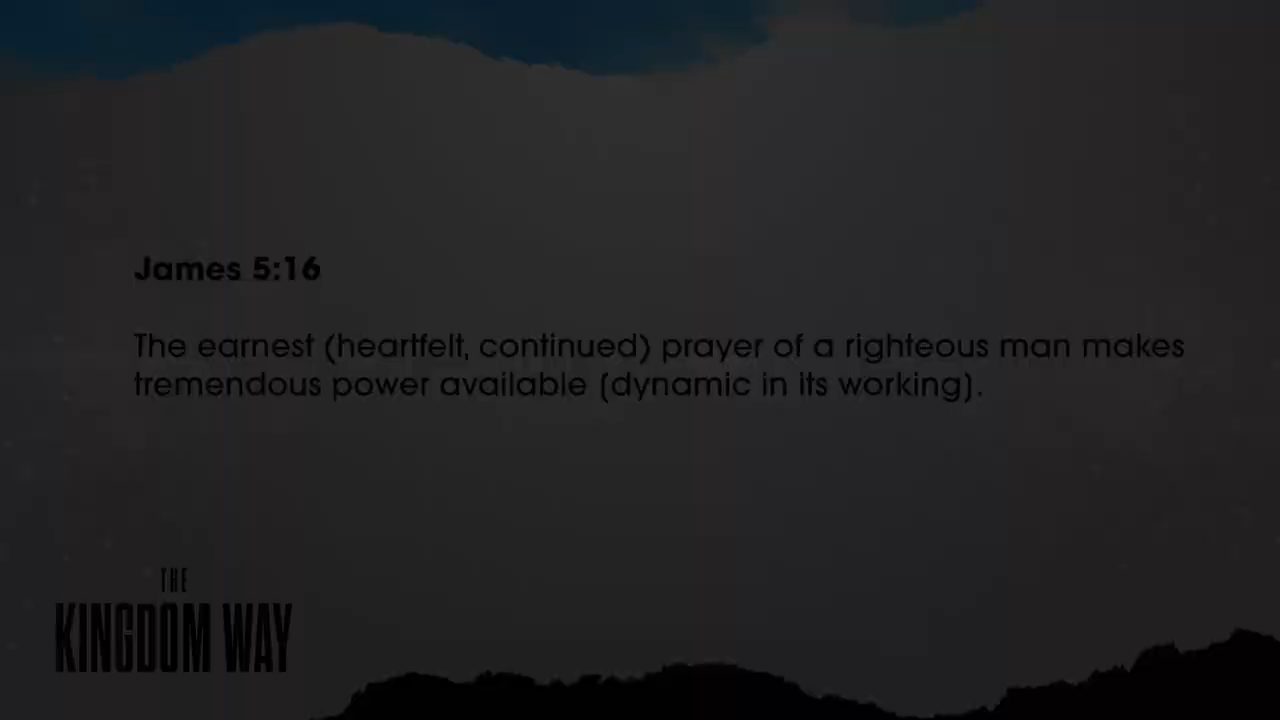 James 5:16
The earnest (heartfelt, continued) prayer of a righteous man makes
tremendous power available (dynamic in its working).
THE
KINGDOM WAY